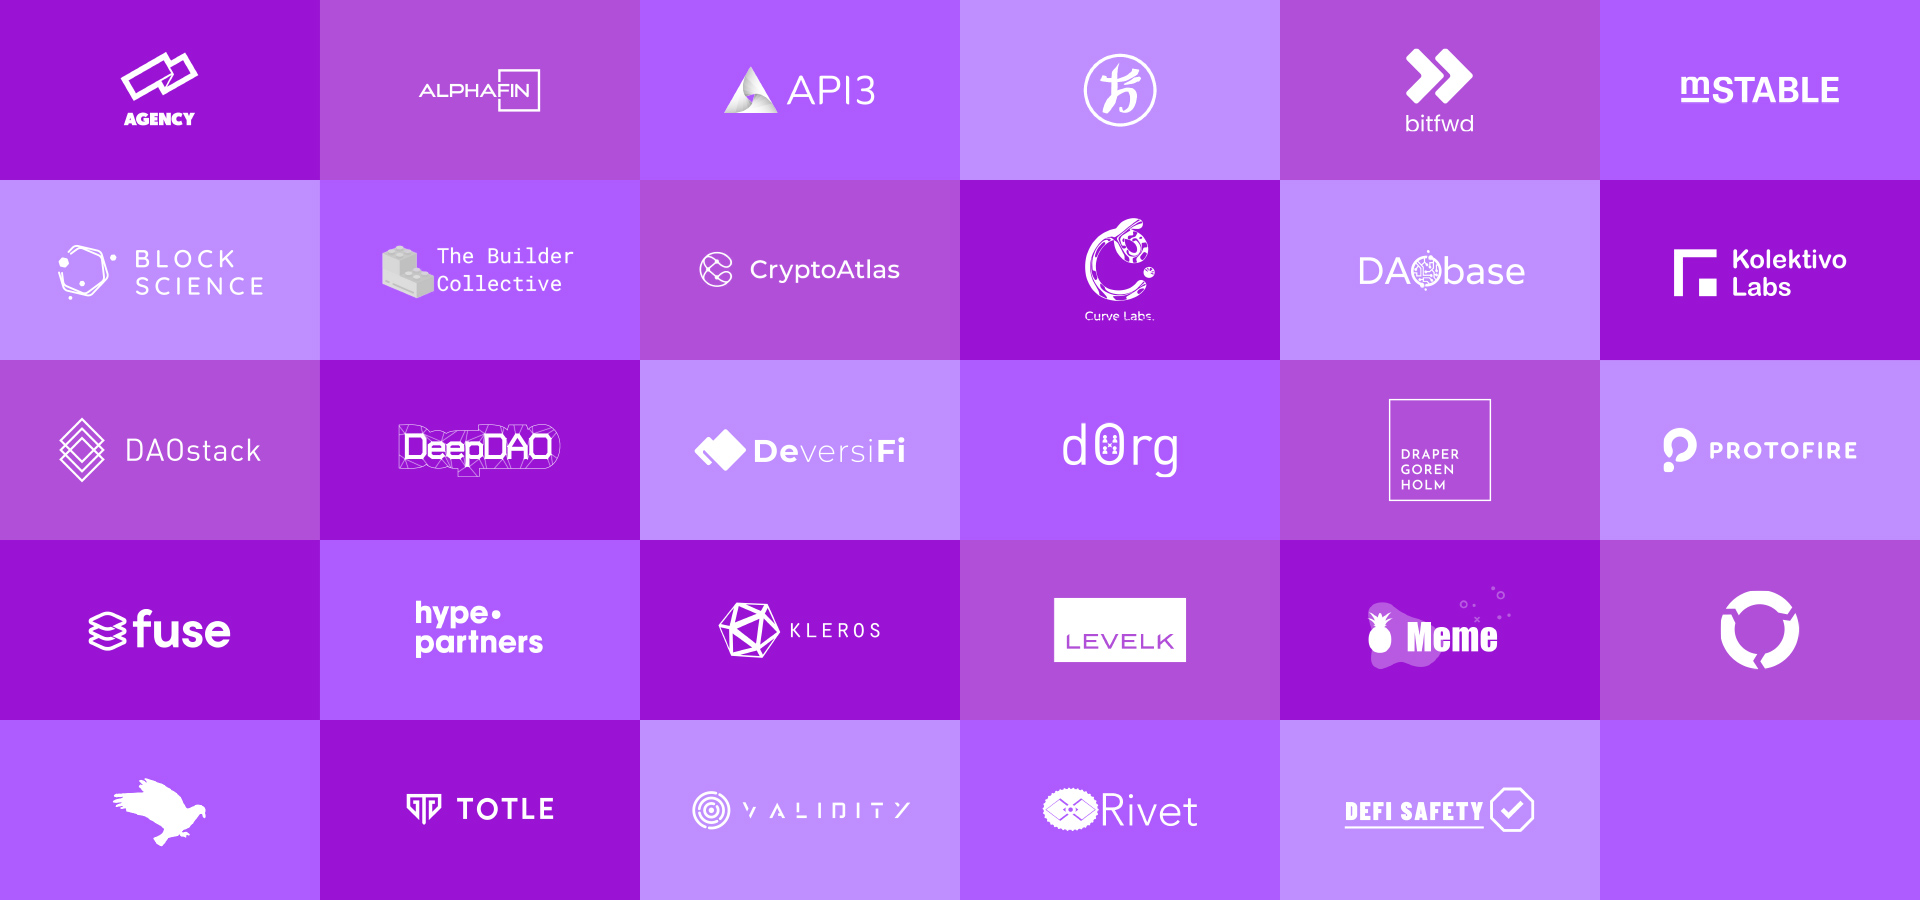 AGENCY
ALPHAFIN
API3
bitfwd
mSTABLE
BLOCK
SCIENCE
The Builder
Collective
CryptoAtlas
Curve Labs.
DAObase
Kolektivo
Labs
DAOstack
DeepDAO
DeversiFi
dOrg
DRAPER
GOREN
HOLM
PROTOFIRE
fuse
hype
partners
KLEROS
LEVELK
Meme
TOTLE
VALIDITY
Rivet
DEFI SAFETY